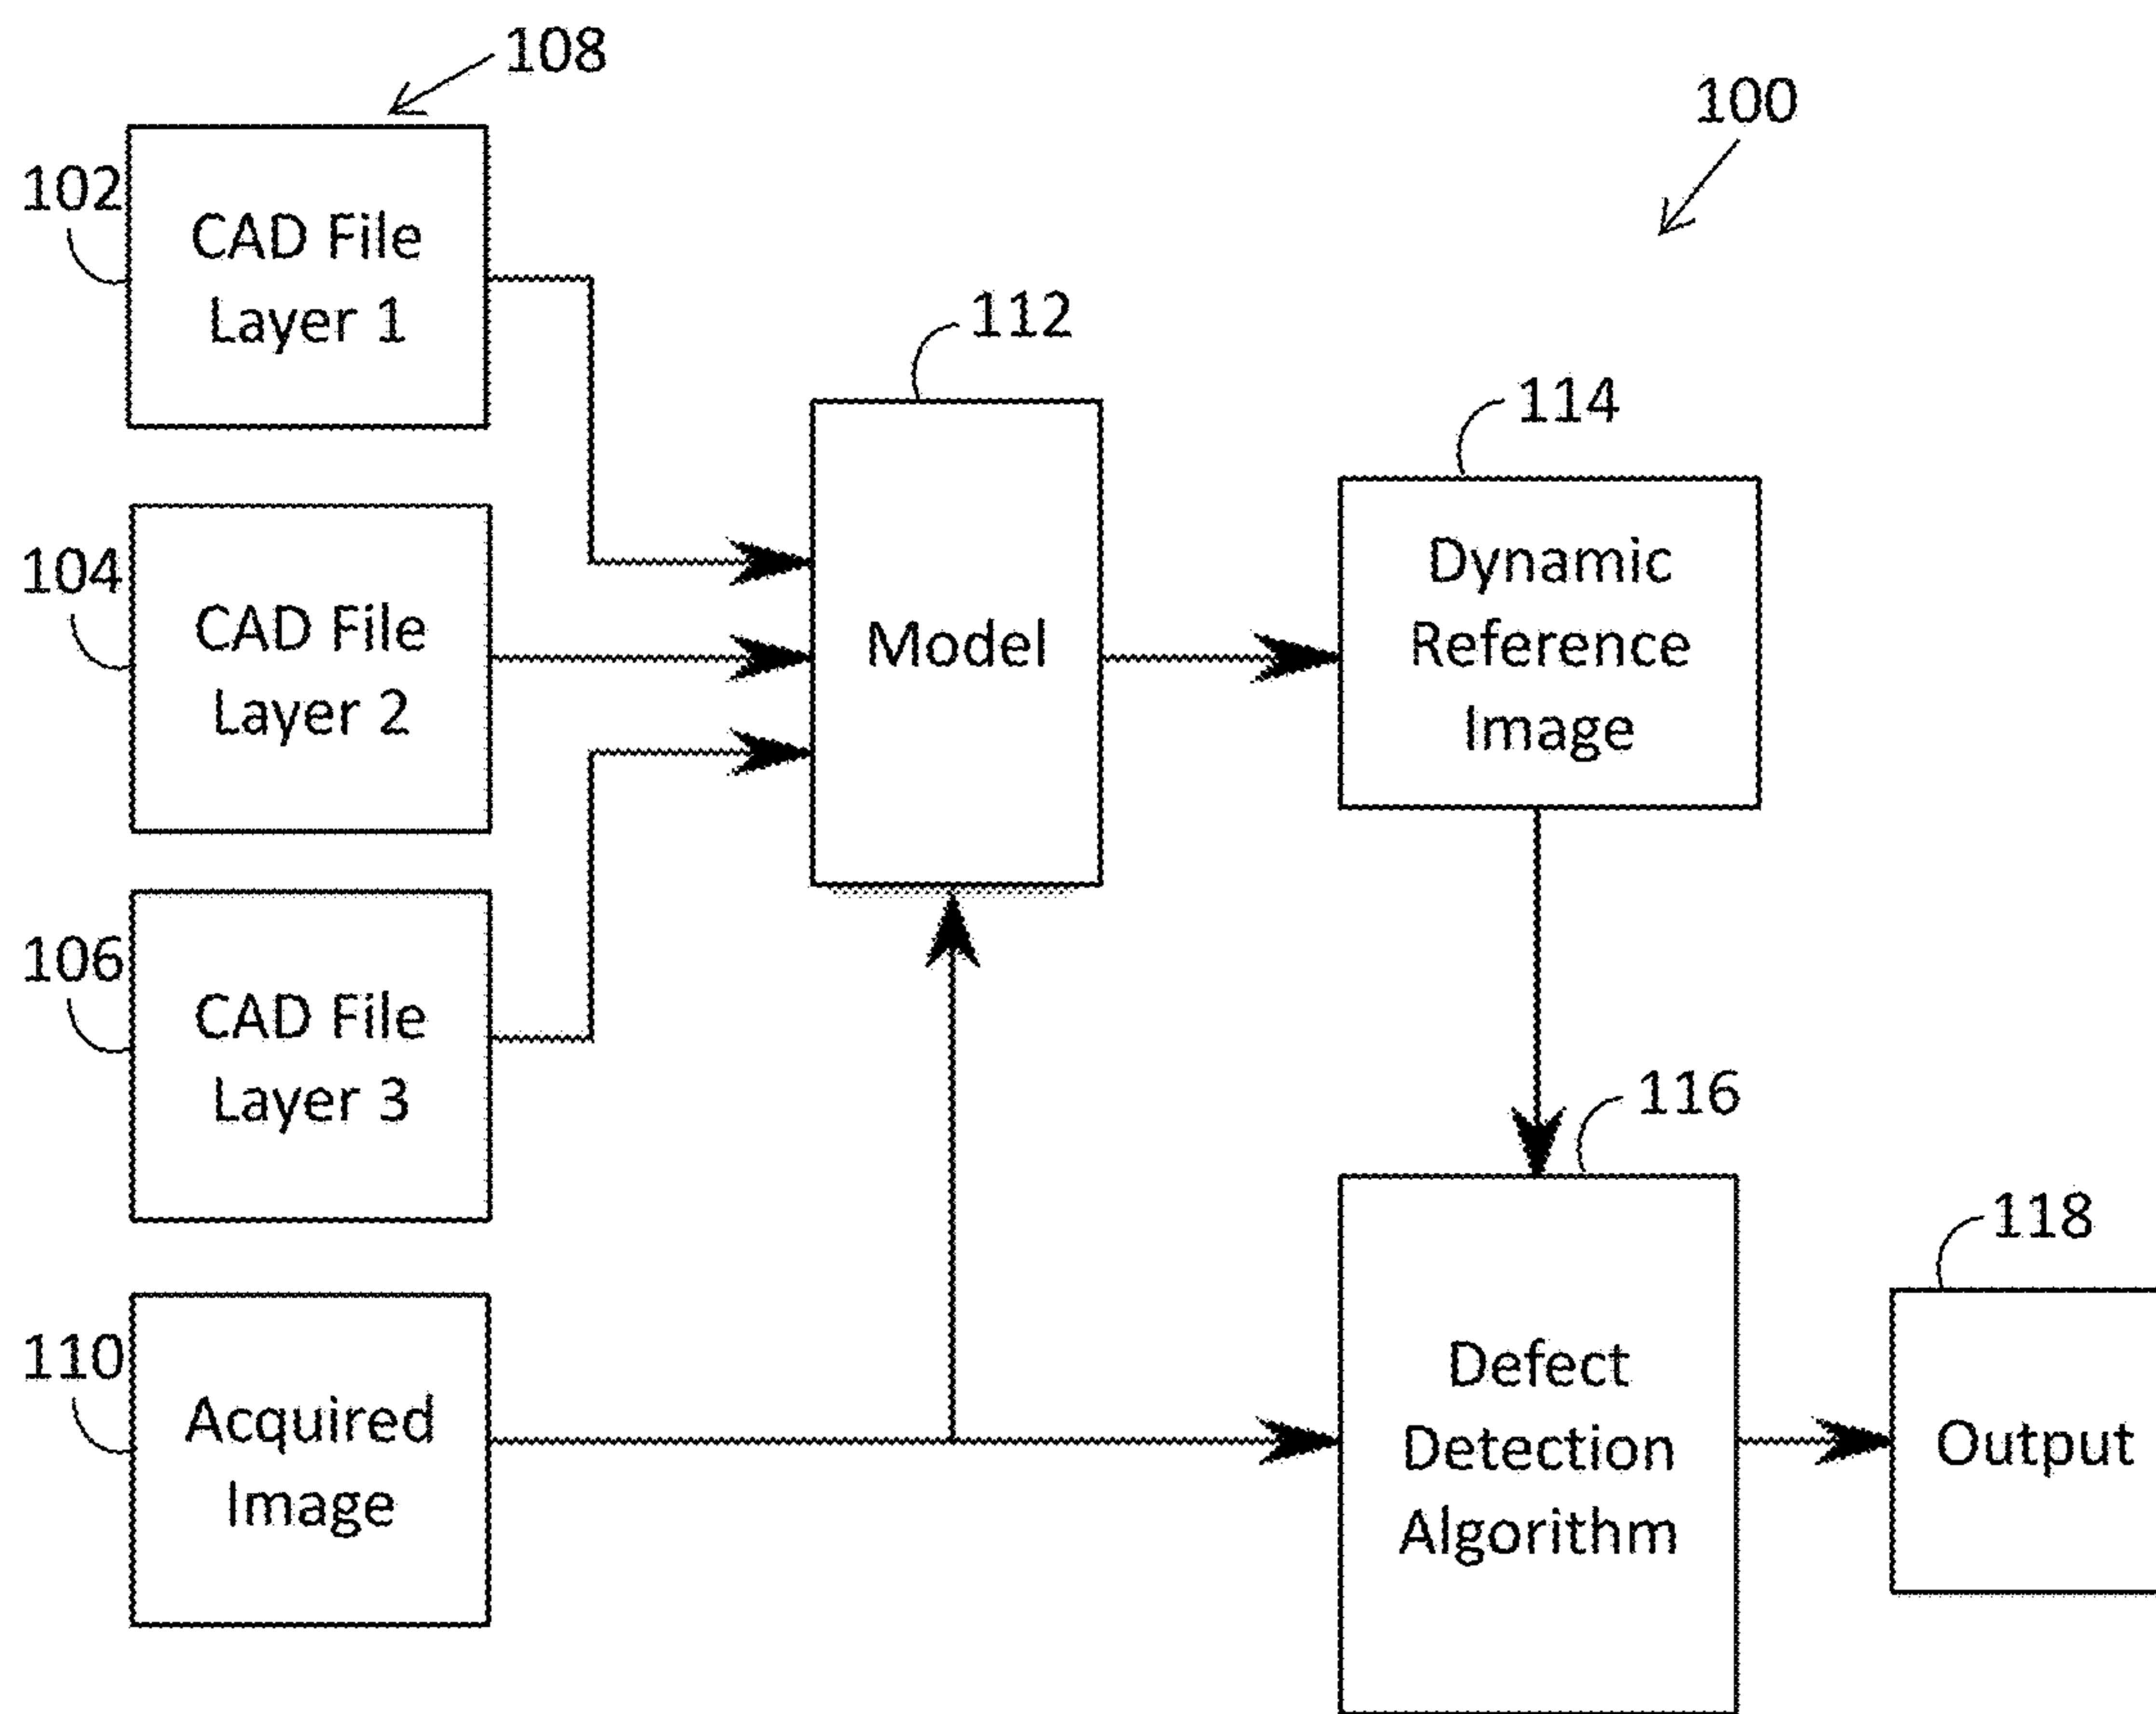 108
100
102
CAD File
Layer 1
112
114
104
CAD File
Layer 2
Model
Dynamic
Reference
Image
106
CAD File
Layer 3
116
118
110
Acquired
Image
Defect
Detection
Algorithm
Output